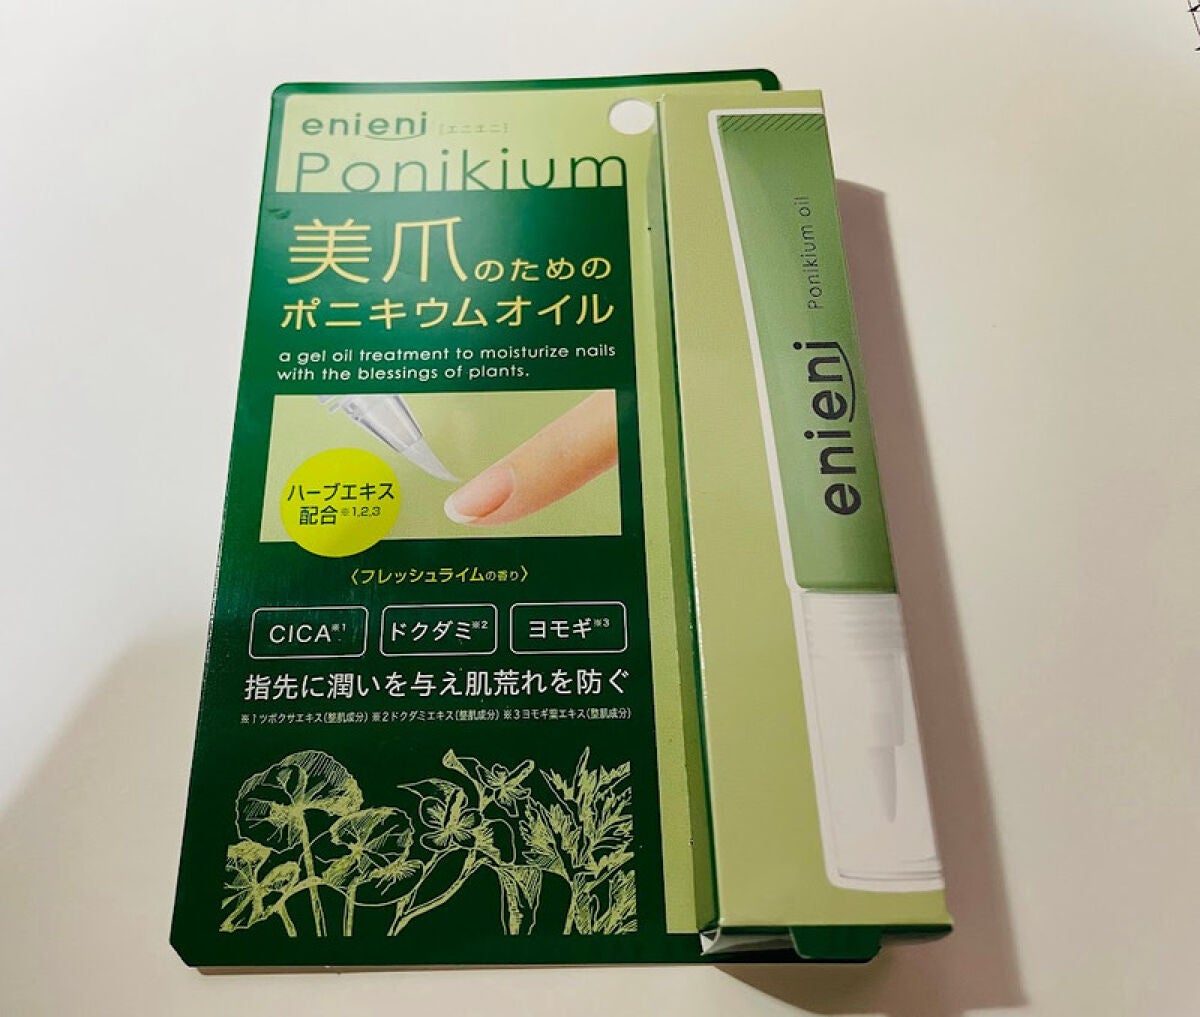 enieni [エニエニ]
Ponikium
美爪のための
ポニキウムオイル
a gel oil treatment to moisturize nails
with the blessings of plants.
ハーブエキス
配合※1,2,3
〈フレッシュライムの香り〉
CICA※1
ドクダミ※2
ヨモギ※3
指先に潤いを与え肌荒れを防ぐ
※1ツボクサエキス(整肌成分) ※2ドクダミエキス(整肌成分) ※3ヨモギ葉エキス(整肌成分)
enieni
Ponikium oil